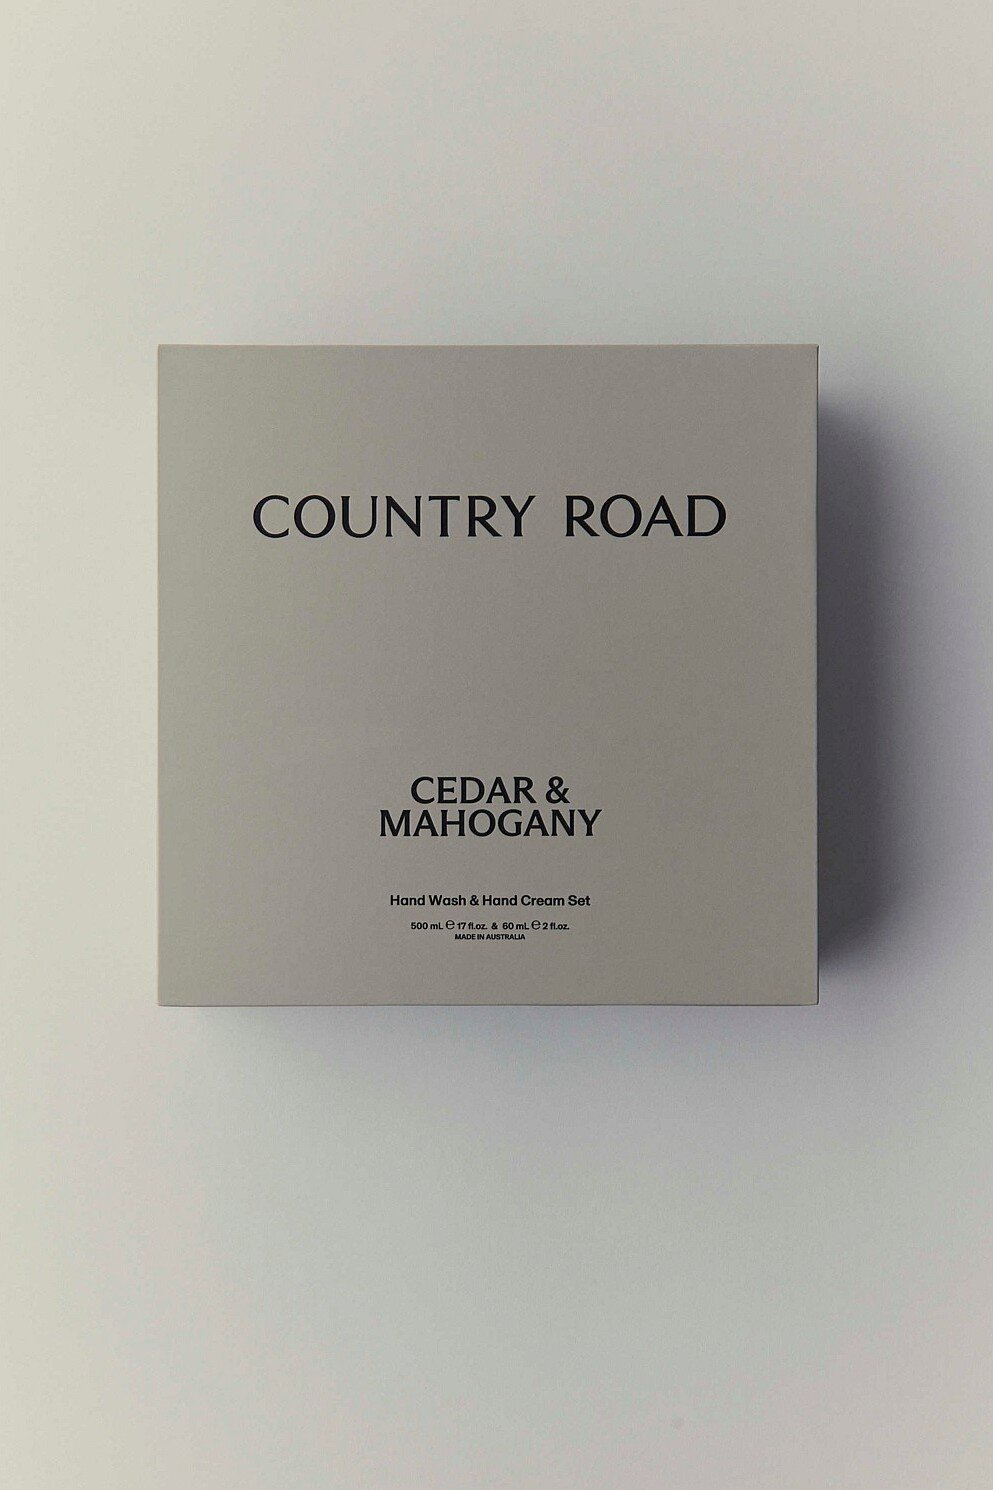 COUNTRY ROAD
CEDAR &
MAHOGANY
Hand Wash & Hand Cream Set
500 mL ℮ 17 fl.oz. & 60 mL ℮ 2 fl.oz.
MADE IN AUSTRALIA